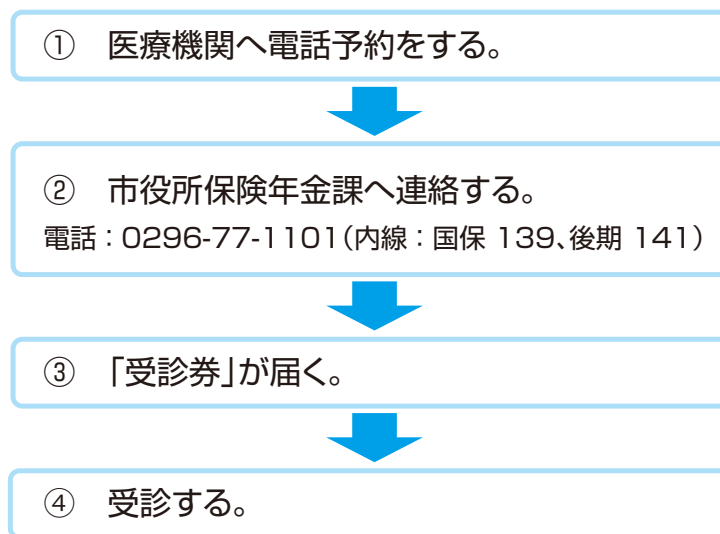 ① 医療機関へ電話予約をする。
② 市役所保険年金課へ連絡する。
電話：0296-77-1101(内線：国保 139、後期 141)
③ 「受診券」が届く。
④ 受診する。